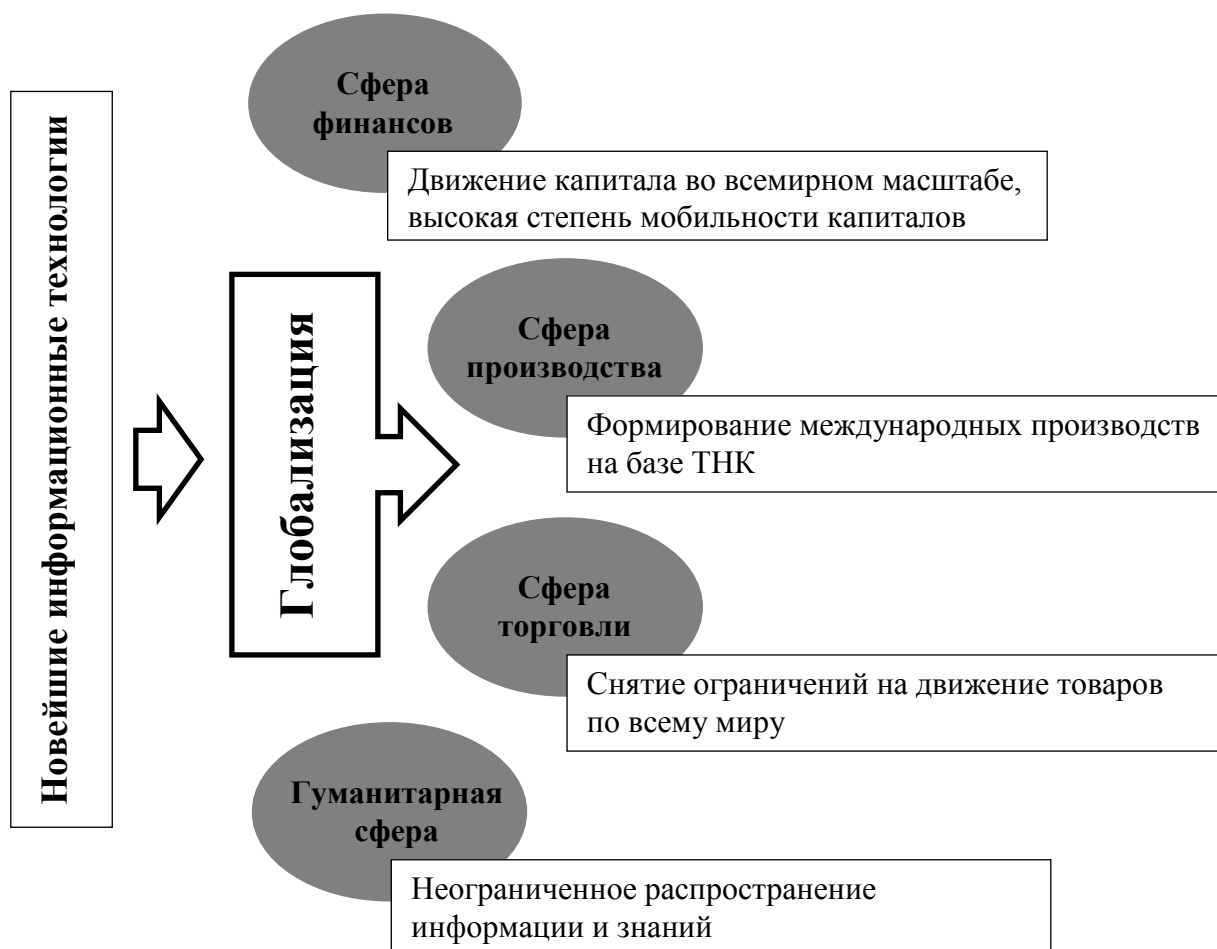 Новейшие информационные технологии
Глобализация
Сфера
финансов
Движение капитала во всемирном масштабе,
высокая степень мобильности капиталов
Сфера
производства
Формирование международных производств
на базе ТНК
Сфера
торговли
Снятие ограничений на движение товаров
по всему миру
Гуманитарная
сфера
Неограниченное распространение
информации и знаний